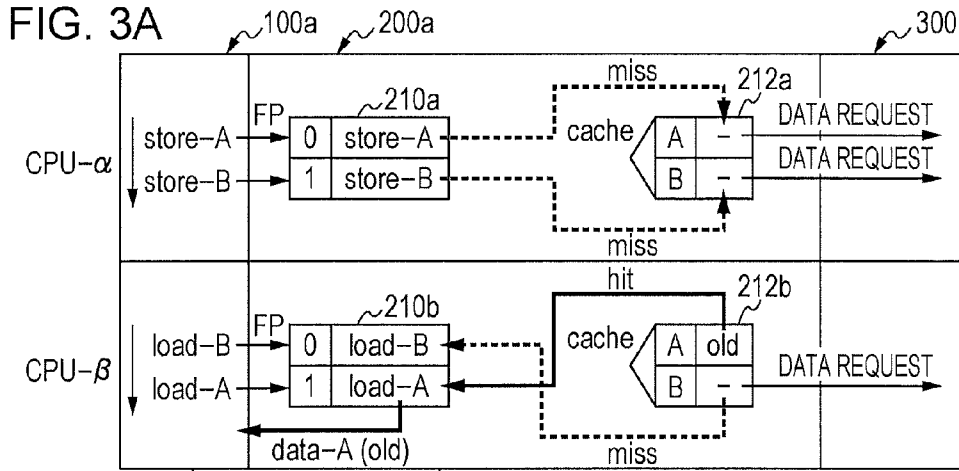 FIG. 3A
100a
200a
300
miss
210a
212a
CPU-α
store-A
FP
0
store-A
cache
A
-
DATA REQUEST
store-B
1
store-B
B
-
DATA REQUEST
miss
hit
210b
212b
CPU-β
load-B
FP
0
load-B
cache
A
old
load-A
1
load-A
B
-
DATA REQUEST
data-A (old)
miss